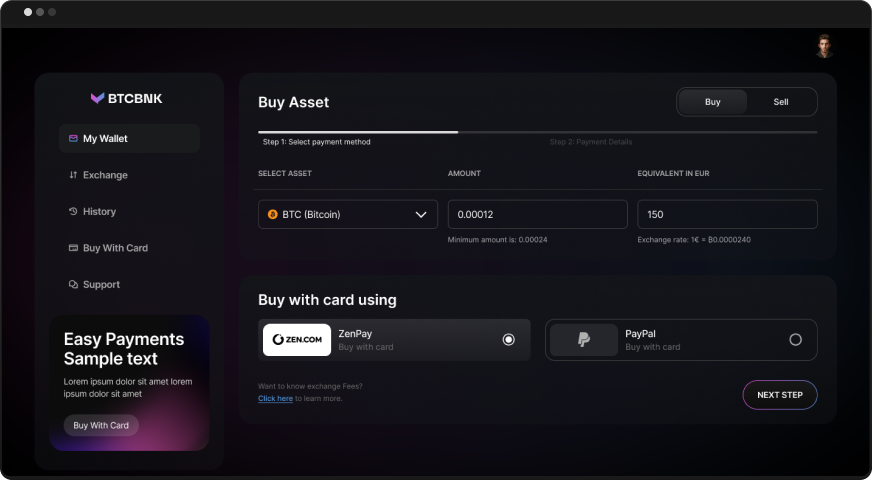 BTCBNK
My Wallet
Exchange
History
Buy With Card
Support
Easy Payments
Sample text
Lorem ipsum dolor sit amet lorem
ipsum dolor sit amet
Buy With Card
Buy Asset
Buy
Sell
Step 1: Select payment method
Step 2: Payment Details
SELECT ASSET
AMOUNT
EQUIVALENT IN EUR
BTC (Bitcoin)
0.00012
150
Minimum amount is: 0.00024
Exchange rate: 1€ = ₿0.0000240
Buy with card using
ZEN.COM
ZenPay
Buy with card
PayPal
Buy with card
Want to know exchange Fees?
Click here to learn more.
NEXT STEP